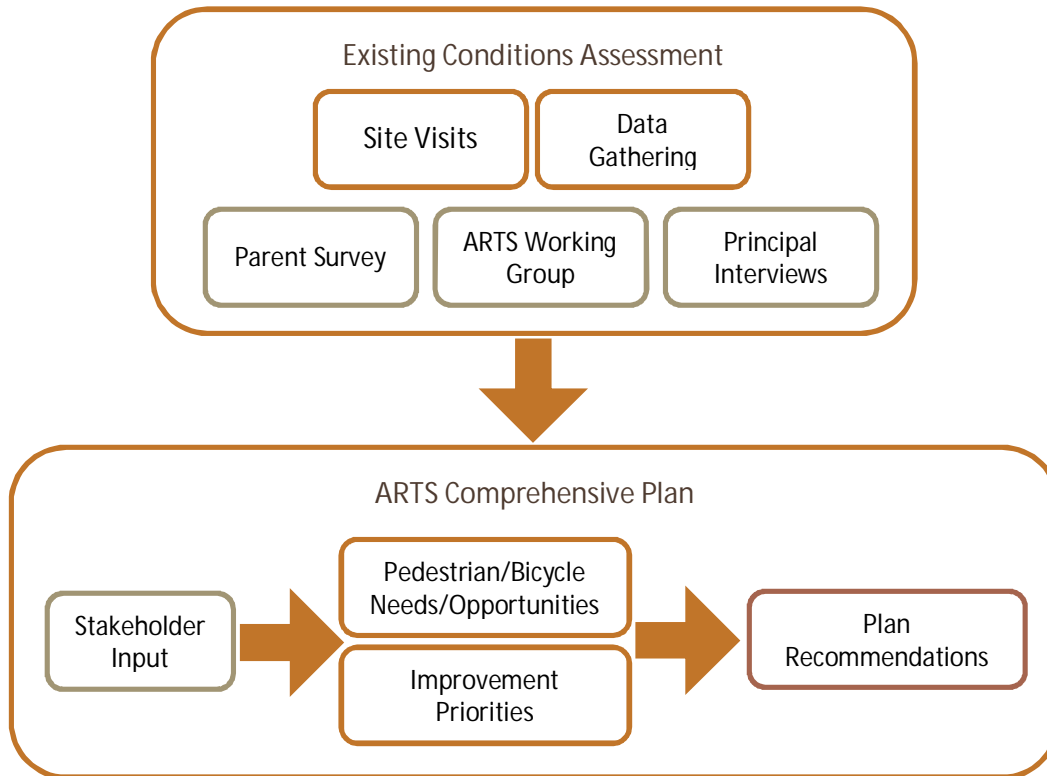 Existing Conditions Assessment
Site Visits
Data
Gathering
Parent Survey
ARTS Working
Group
Principal
Interviews
ARTS Comprehensive Plan
Stakeholder
Input
Pedestrian/Bicycle
Needs/Opportunities
Improvement
Priorities
Plan
Recommendations